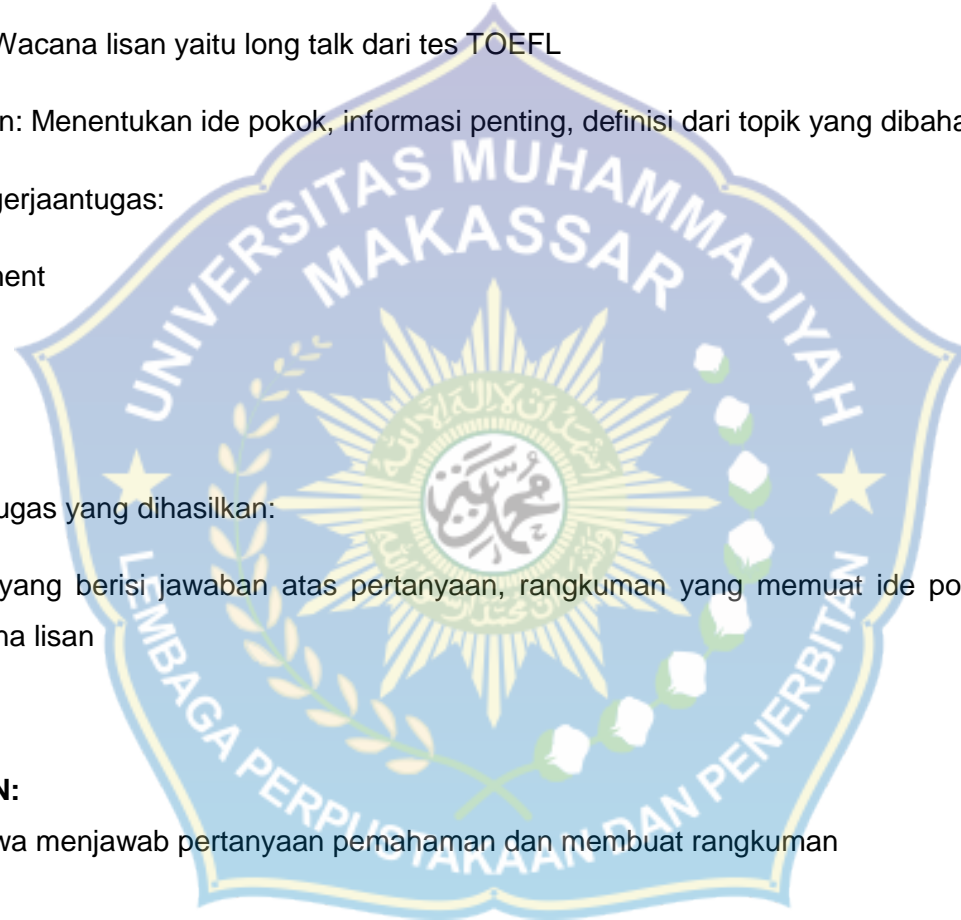 Wacana lisan yaitu long talk dari tes TOEFL
n: Menentukan ide pokok, informasi penting, definisi dari topik yang dibaha
gerjaantugas:
nent
ugas yang dihasilkan:
yang berisi jawaban atas pertanyaan, rangkuman yang memuat ide po
na lisan
N:
wa menjawab pertanyaan pemahaman dan membuat rangkuman
UNIVERSITAS MUHAMMADIYAH
MAKASSAR
LEMBAGA PERPUSTAKAAN DAN PENERBITAN